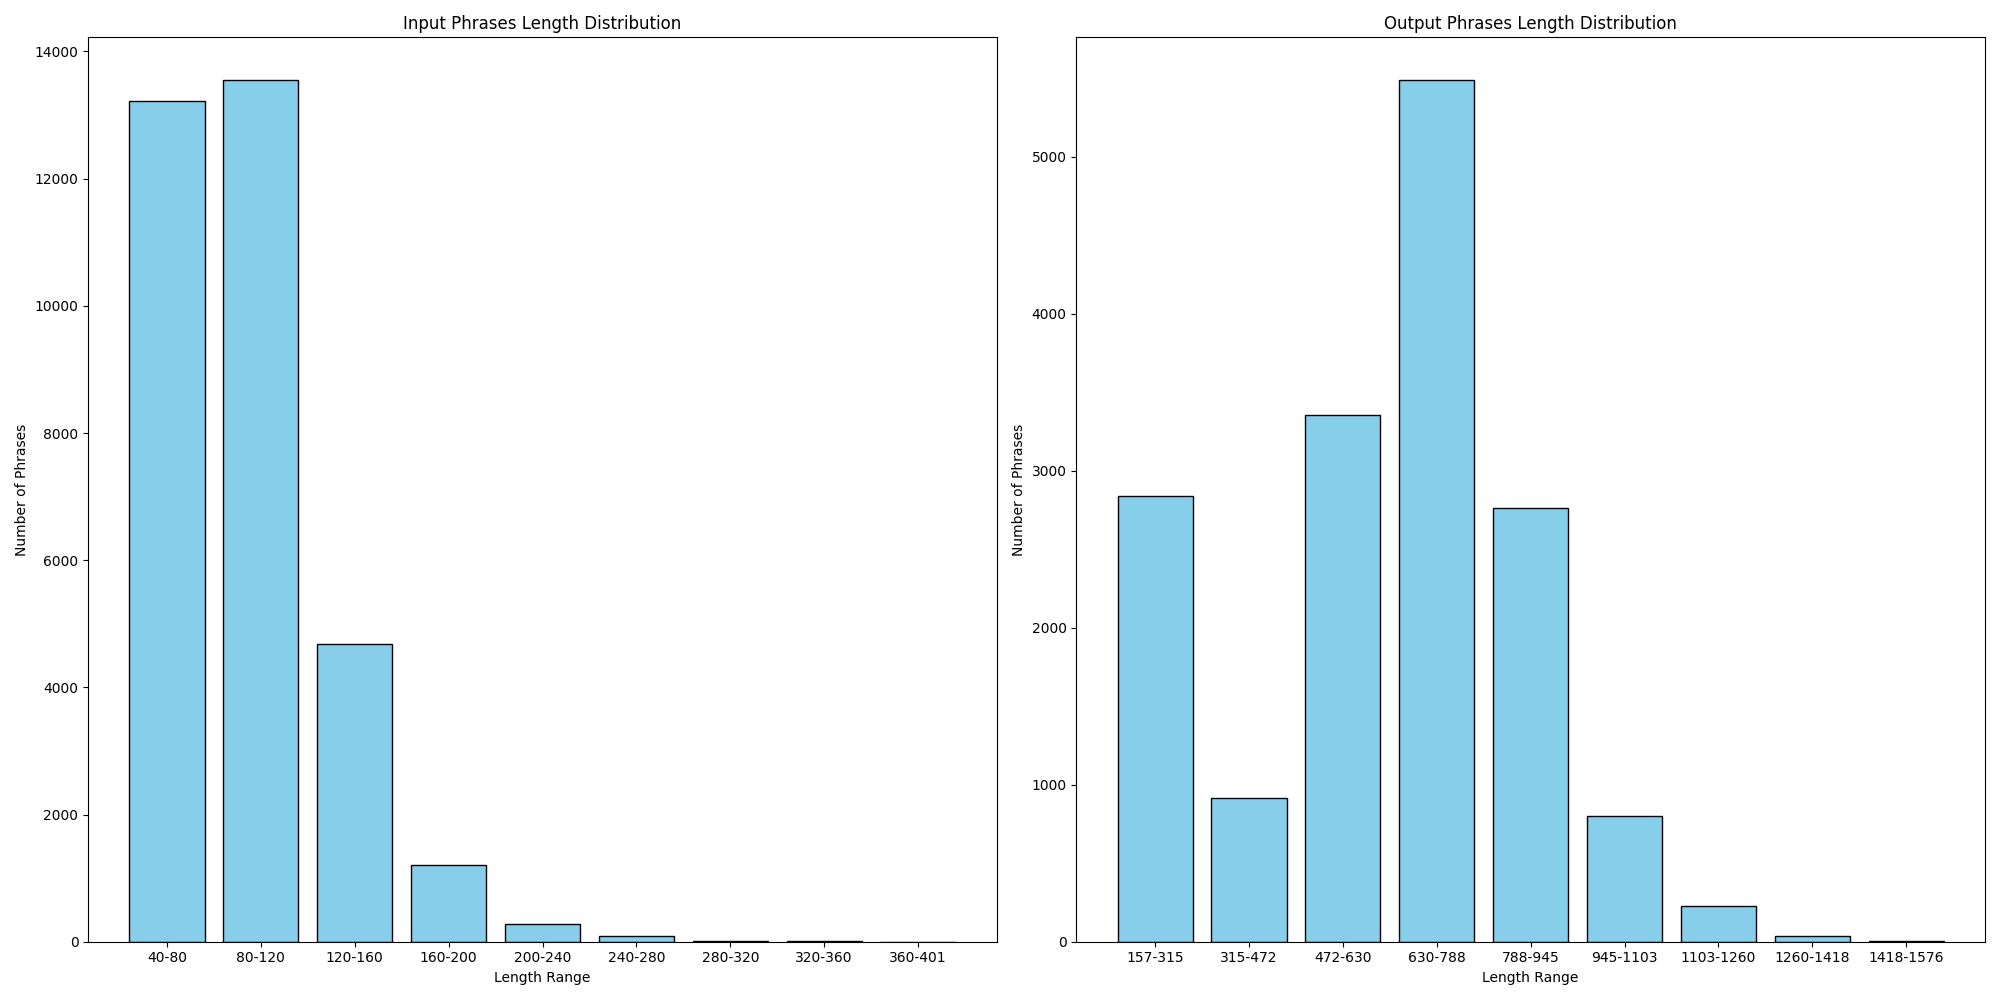 Input Phrases Length Distribution
Number of Phrases
14000
12000
10000
8000
6000
4000
2000
0
40-80 80-120 120-160 160-200 200-240 240-280 280-320 320-360 360-401
Length Range
Output Phrases Length Distribution
Number of Phrases
5000
4000
3000
2000
1000
0
157-315 315-472 472-630 630-788 788-945 945-1103 1103-1260 1260-1418 1418-1576
Length Range